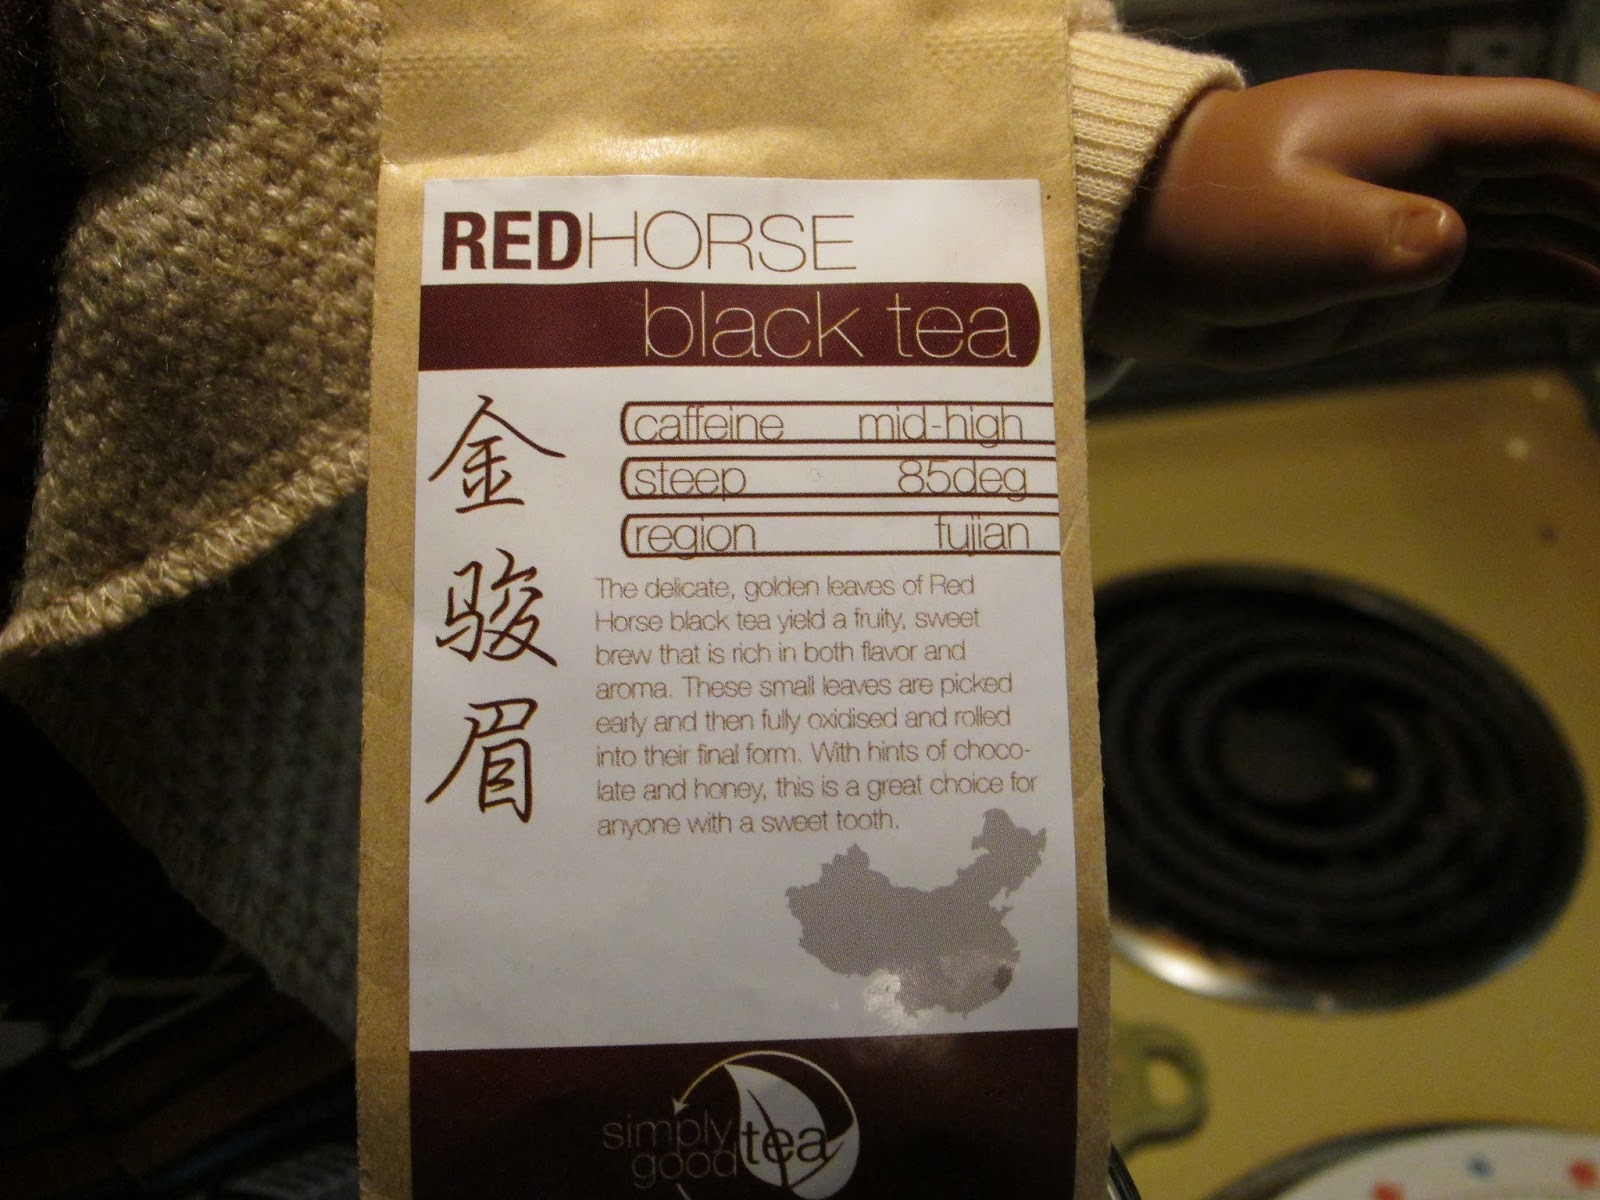 REDHORSE
black tea
金
駿
眉
caffeine mid-high
steep 85deg
region fujian
The delicate, golden leaves of Red
Horse black tea yield a fruity, sweet
brew that is rich in both flavor and
aroma. These small leaves are picked
early and then fully oxidised and rolled
into their final form. With hints of choco-
late and honey, this is a great choice for
anyone with a sweet tooth.
simply
good tea